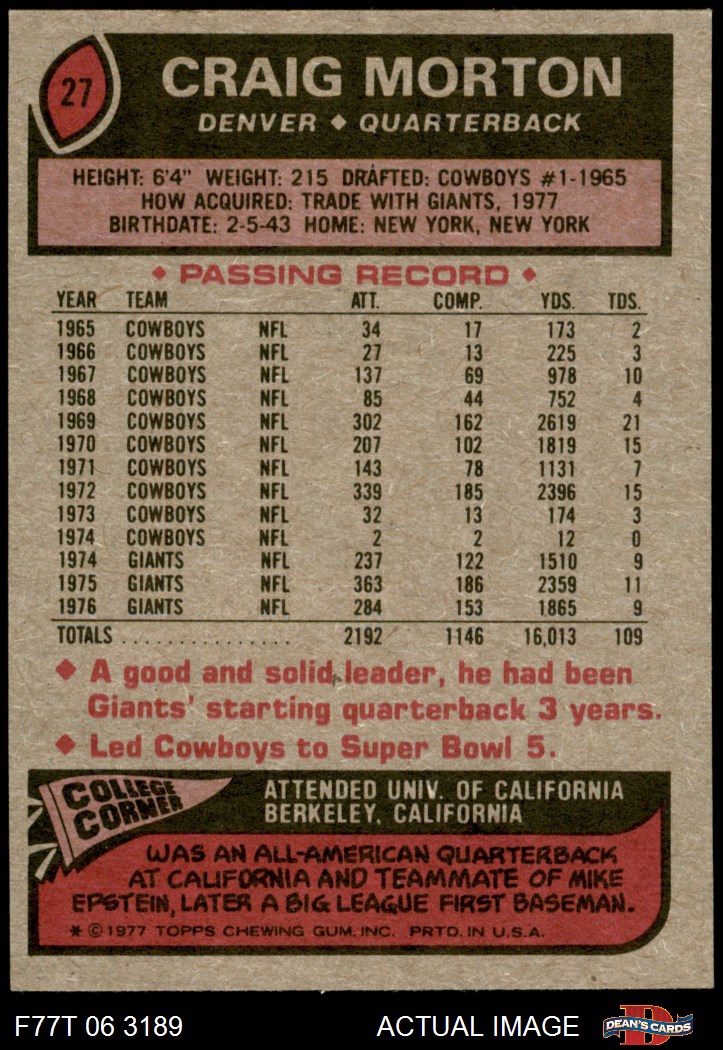 27
CRAIG MORTON
DENVER ◆ QUARTERBACK
HEIGHT: 6'4" WEIGHT: 215 DRAFTED: COWBOYS #1-1965
HOW ACQUIRED: TRADE WITH GIANTS, 1977
BIRTHDATE: 2-5-43 HOME: NEW YORK, NEW YORK
◆ PASSING RECORD ◆
YEAR TEAM ATT. COMP. YDS. TDS.
1965 COWBOYS NFL 34 17 173 2
1966 COWBOYS NFL 27 13 225 3
1967 COWBOYS NFL 137 69 978 10
1968 COWBOYS NFL 85 44 752 4
1969 COWBOYS NFL 302 162 2619 21
1970 COWBOYS NFL 207 102 1819 15
1971 COWBOYS NFL 143 78 1131 7
1972 COWBOYS NFL 339 185 2396 15
1973 COWBOYS NFL 32 13 174 3
1974 COWBOYS NFL 2 2 12 0
1974 GIANTS NFL 237 122 1510 9
1975 GIANTS NFL 363 186 2359 11
1976 GIANTS NFL 284 153 1865 9
TOTALS ............... 2192 1146 16,013 109
◆ A good and solid leader, he had been
Giants' starting quarterback 3 years.
◆ Led Cowboys to Super Bowl 5.
COLLEGE
CORNER
ATTENDED UNIV. OF CALIFORNIA
BERKELEY, CALIFORNIA
WAS AN ALL-AMERICAN QUARTERBACK
AT CALIFORNIA AND TEAMMATE OF MIKE
EPSTEIN, LATER A BIG LEAGUE FIRST BASEMAN.
* © 1977 TOPPS CHEWING GUM, INC. PRTD. IN U.S.A.
F77T 06 3189 ACTUAL IMAGE
D
DEAN'S CARDS